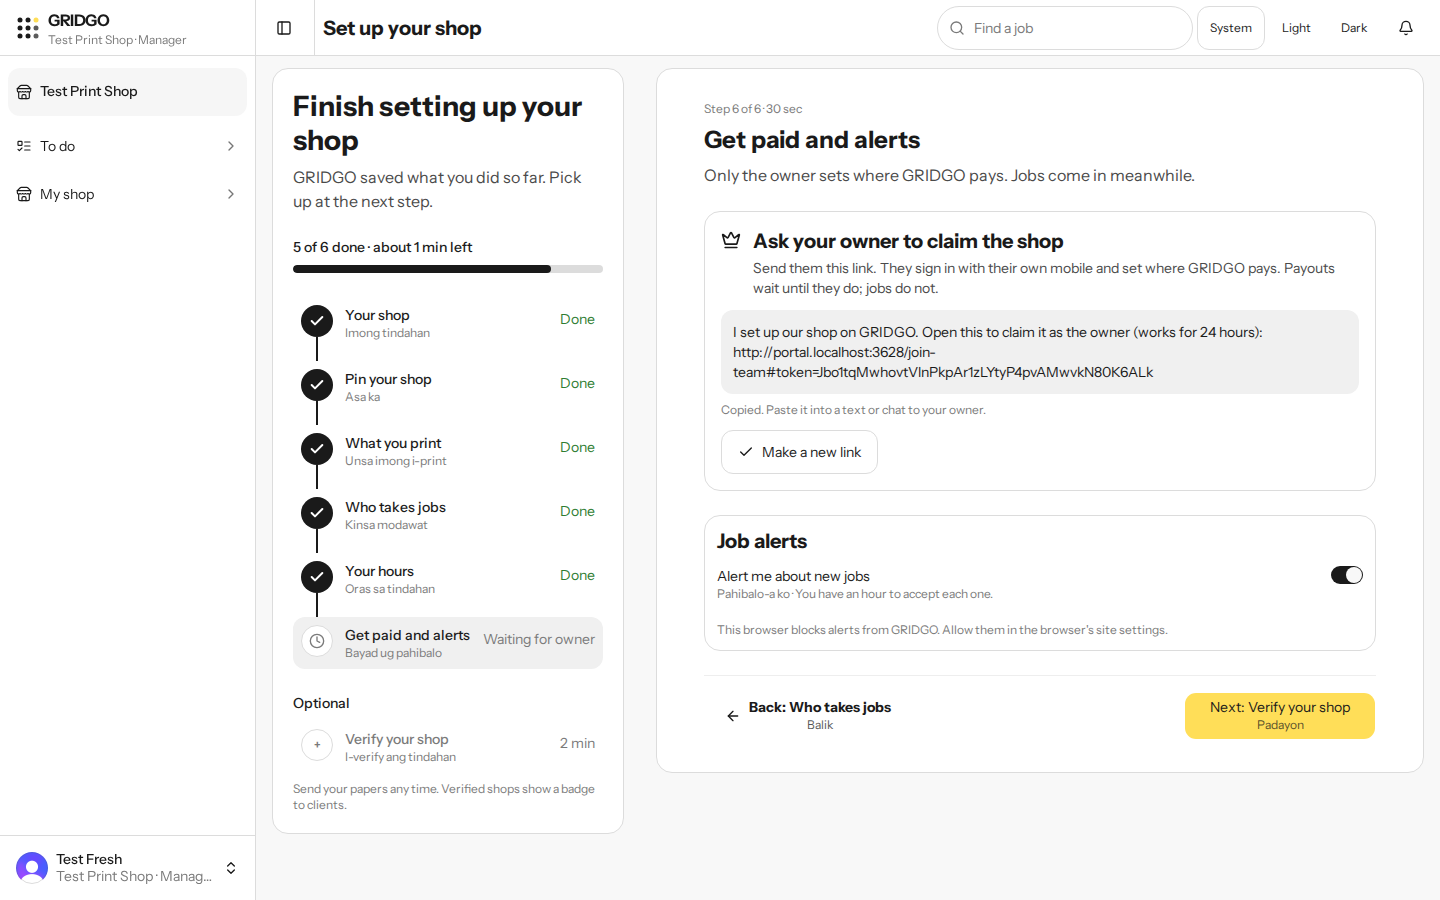 GRIDGO
Test Print Shop · Manager
Set up your shop
Find a job
System
Light
Dark
Test Print Shop
To do
My shop
Finish setting up your
shop
GRIDGO saved what you did so far. Pick
up at the next step.
5 of 6 done · about 1 min left
Your shop
Imong tindahan
Done
Pin your shop
Asa ka
Done
What you print
Unsa imong i-print
Done
Who takes jobs
Kinsa modawat
Done
Your hours
Oras sa tindahan
Done
Get paid and alerts
Bayad ug pahibalo
Waiting for owner
Optional
Verify your shop
I-verify ang tindahan
2 min
Send your papers any time. Verified shops show a badge
to clients.
Step 6 of 6 · 30 sec
Get paid and alerts
Only the owner sets where GRIDGO pays. Jobs come in meanwhile.
Ask your owner to claim the shop
Send them this link. They sign in with their own mobile and set where GRIDGO pays. Payouts
wait until they do; jobs do not.
I set up our shop on GRIDGO. Open this to claim it as the owner (works for 24 hours):
http://portal.localhost:3628/join-
team#token=Jbo1tqMwhovtVlnPkpAr1zLYtyP4pvAMwvkN80K6ALk
Copied. Paste it into a text or chat to your owner.
Make a new link
Job alerts
Alert me about new jobs
Pahibalo-a ko · You have an hour to accept each one.
This browser blocks alerts from GRIDGO. Allow them in the browser's site settings.
Back: Who takes jobs
Balik
Next: Verify your shop
Padayon
Test Fresh
Test Print Shop · Manag...